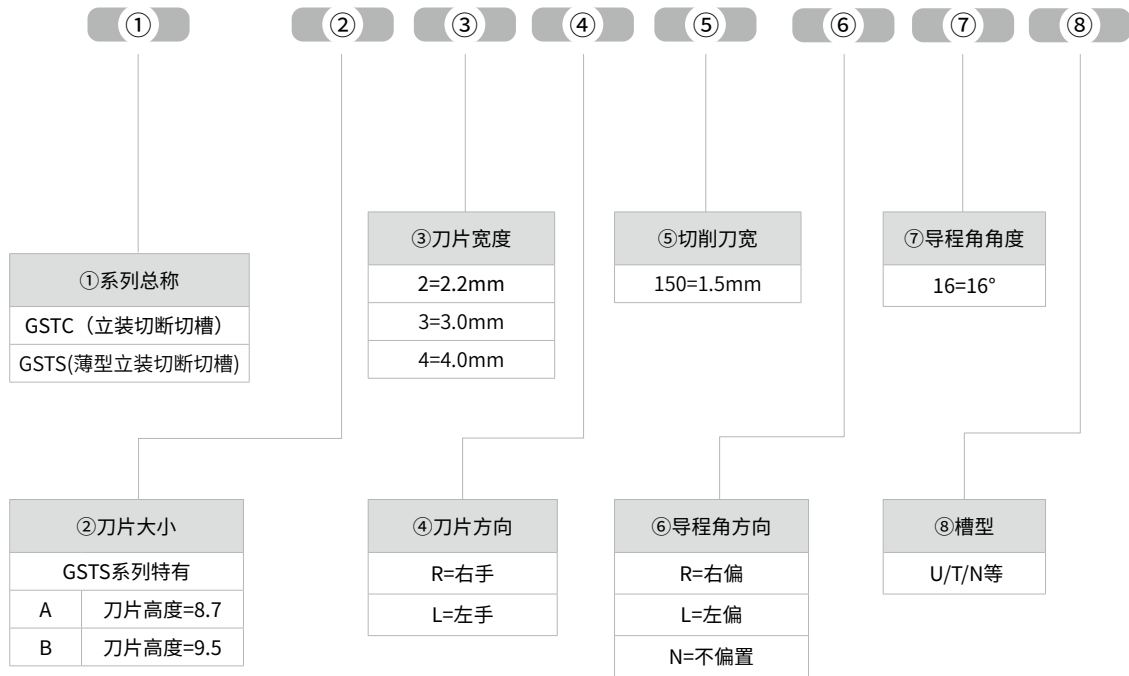 ① ② ③ ④ ⑤ ⑥ ⑦ ⑧
①系列总称
GSTC（立装切断切槽）
GSTS(薄型立装切断切槽)
③刀片宽度
2=2.2mm
3=3.0mm
4=4.0mm
⑤切削刀宽
150=1.5mm
⑦导程角角度
16=16°
②刀片大小
GSTS系列特有
A 刀片高度=8.7
B 刀片高度=9.5
④刀片方向
R=右手
L=左手
⑥导程角方向
R=右偏
L=左偏
N=不偏置
⑧槽型
U/T/N等